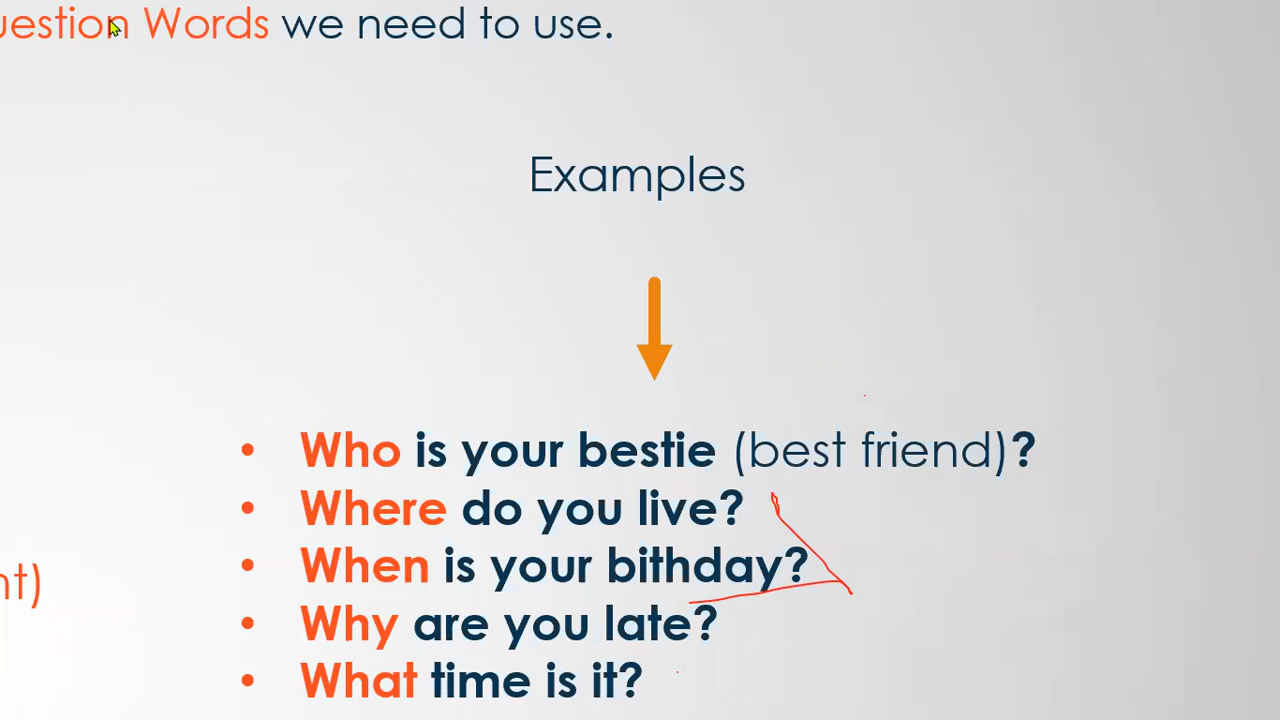 uestion Words we need to use.
Examples
• Who is your bestie (best friend)?
• Where do you live?
• When is your bithday?
nt)
• Why are you late?
• What time is it?